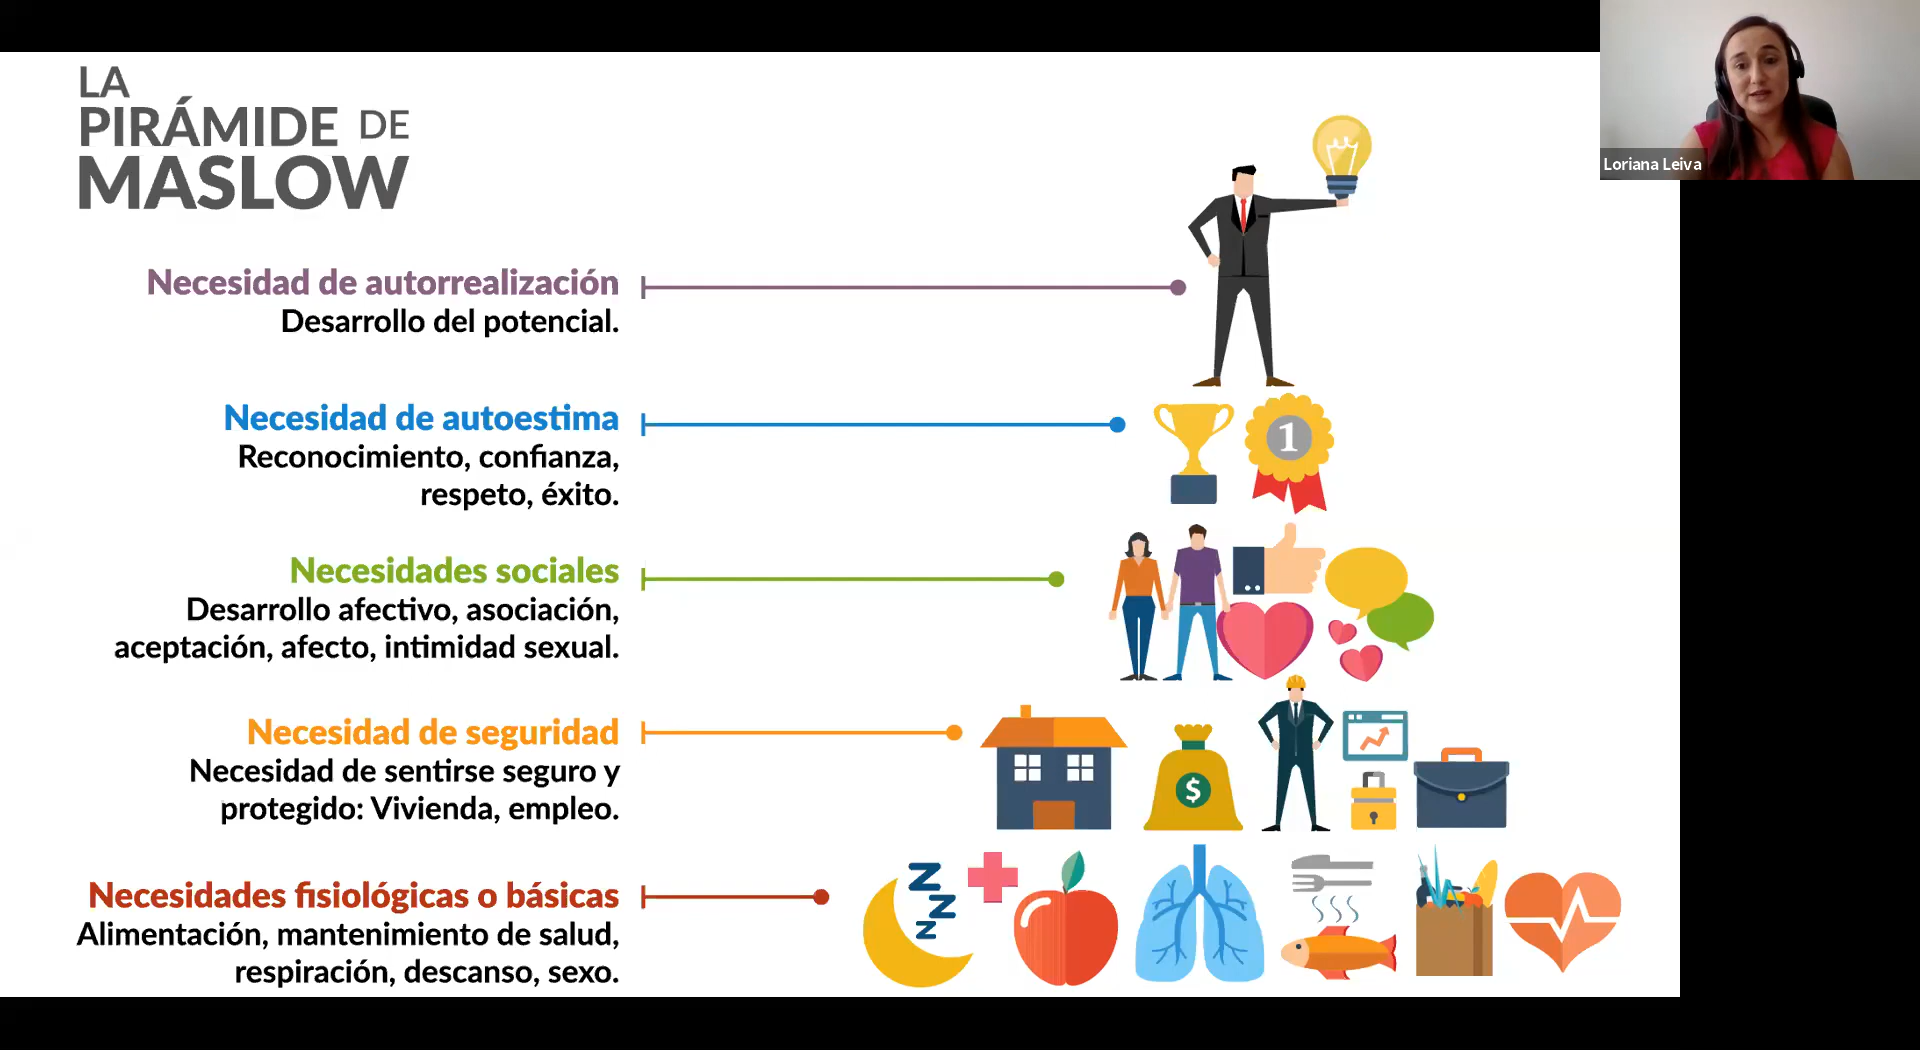 LA
PIRÁMIDE DE
MASLOW
Necesidad de autorrealización
Desarrollo del potencial.
Necesidad de autoestima
Reconocimiento, confianza,
respeto, éxito.
1
Necesidades sociales
Desarrollo afectivo, asociación,
aceptación, afecto, intimidad sexual.
Necesidad de seguridad
Necesidad de sentirse seguro y
protegido: Vivienda, empleo.
$
Necesidades fisiológicas o básicas
Alimentación, mantenimiento de salud,
respiración, descanso, sexo.
Z
Z
Z
Loriana Leiva